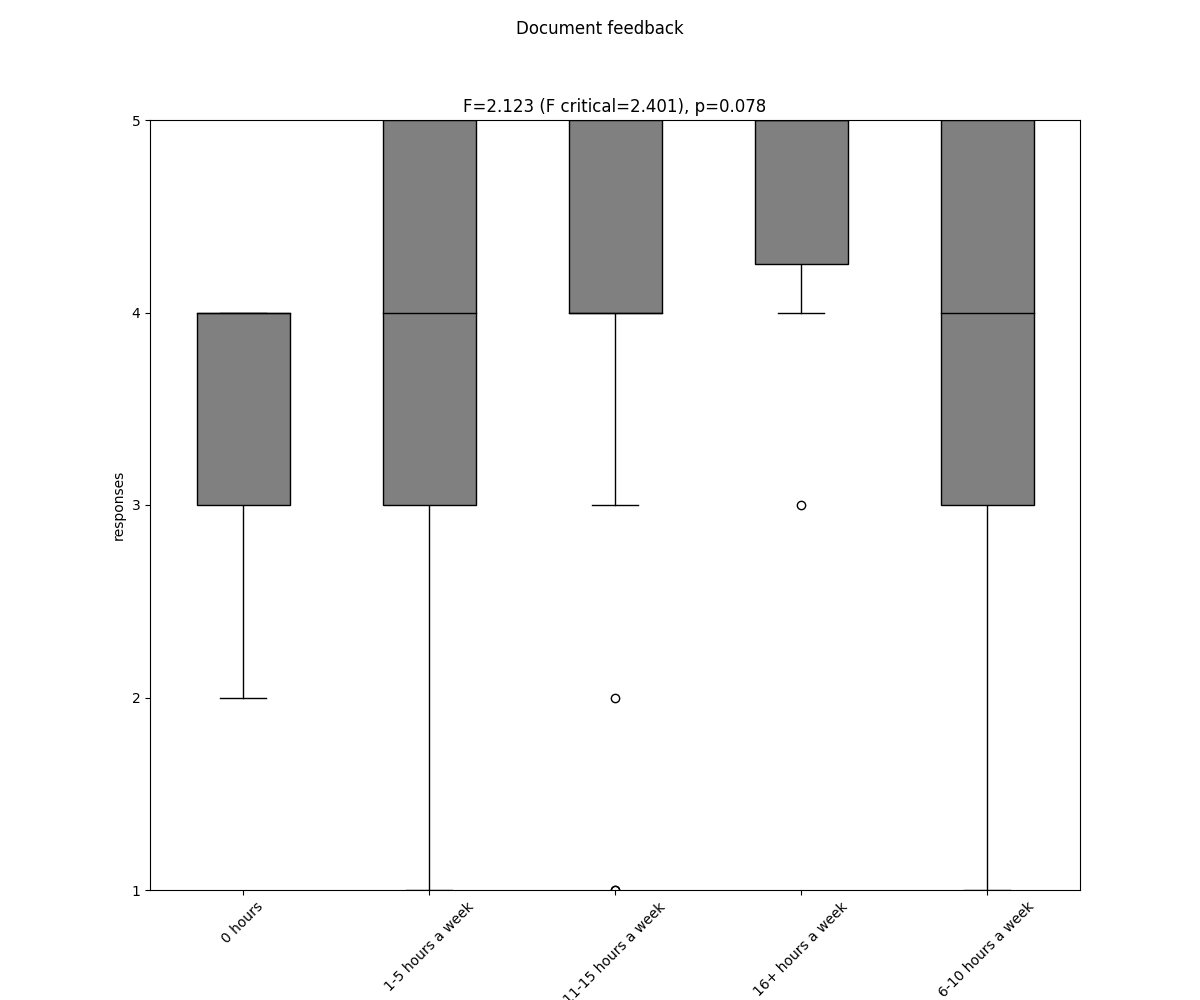 Document feedback
F=2.123 (F critical=2.401), p=0.078
5
4
3
2
1
responses
0 hours
1-5 hours a week
11-15 hours a week
16+ hours a week
6-10 hours a week